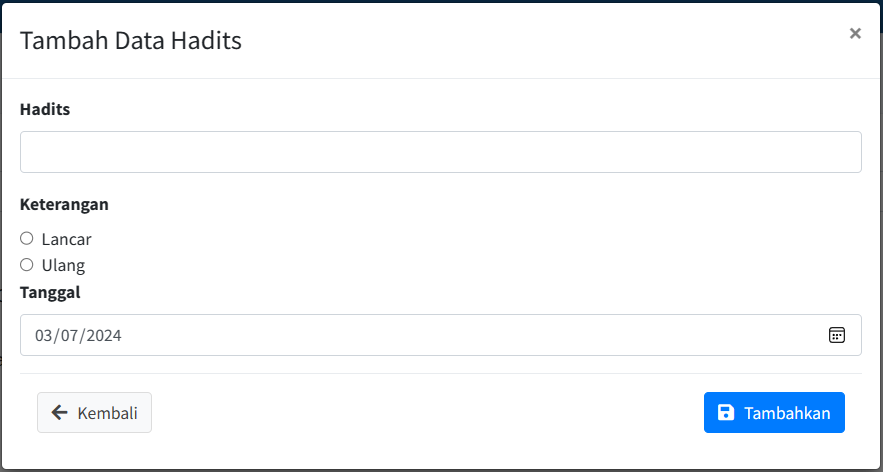 Tambah Data Hadits
×
Hadits
Keterangan
Lancar
Ulang
Tanggal
03/07/2024
Kembali
Tambahkan